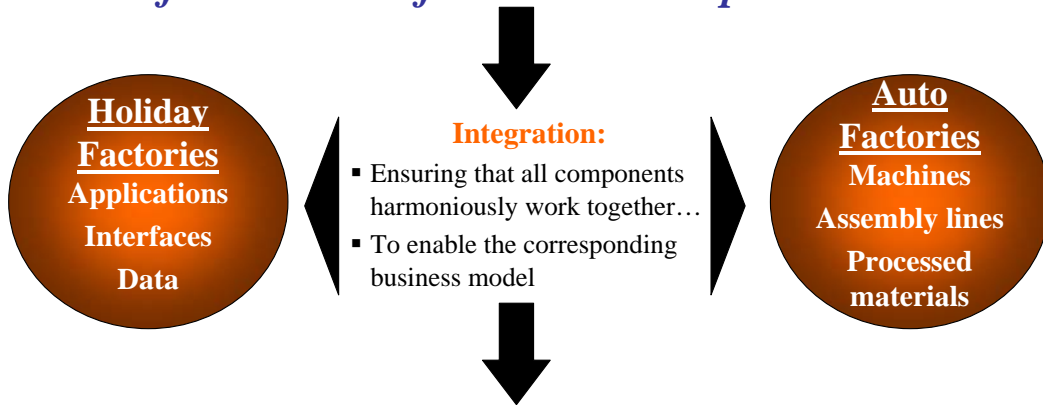 Holiday
Factories
Applications
Interfaces
Data
Integration:
▪ Ensuring that all components
harmoniously work together…
▪ To enable the corresponding
business model
Auto
Factories
Machines
Assembly lines
Processed
materials